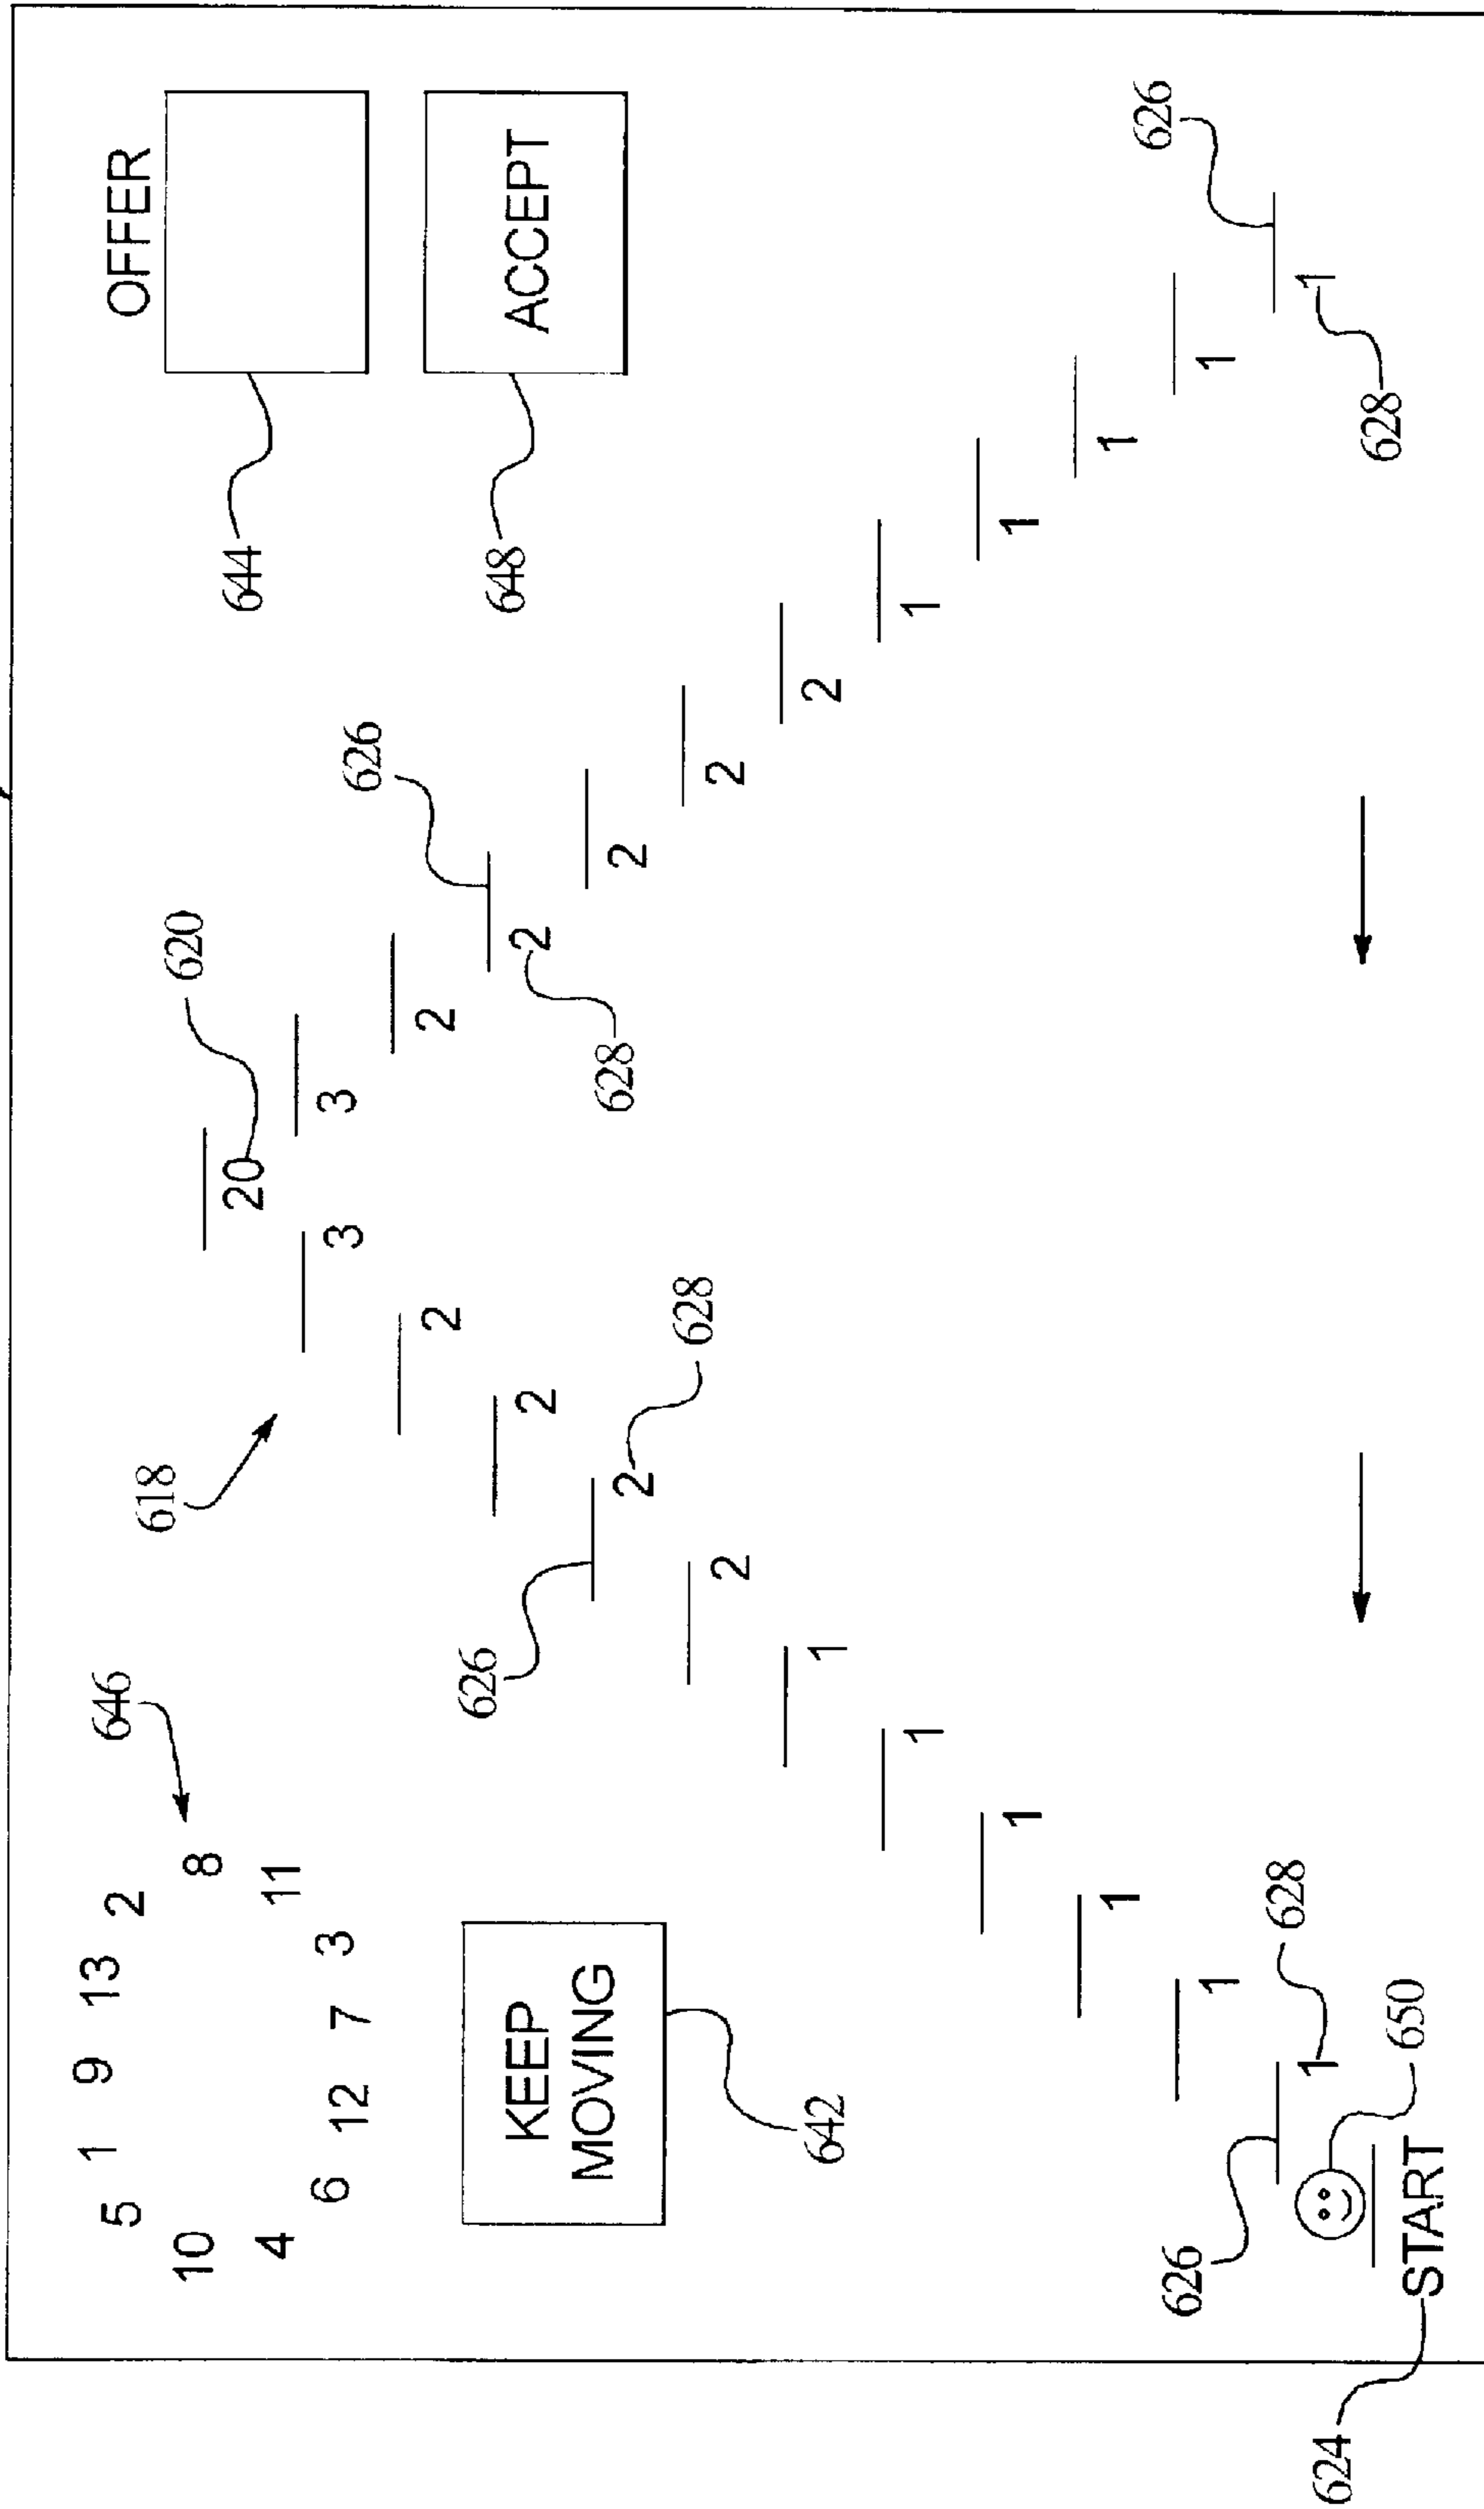 5 1 9 13 2 646 OFFER
10 8 618 620
4 11 20 644
6 12 7 3 3 3 626
2 2
KEEP 626 2 2 648 ACCEPT
MOVING 2 628 2
2 628 2
642 1 2
1 1
1 1
1 1
626 1 1 626
628
624 1 1
628
START 650